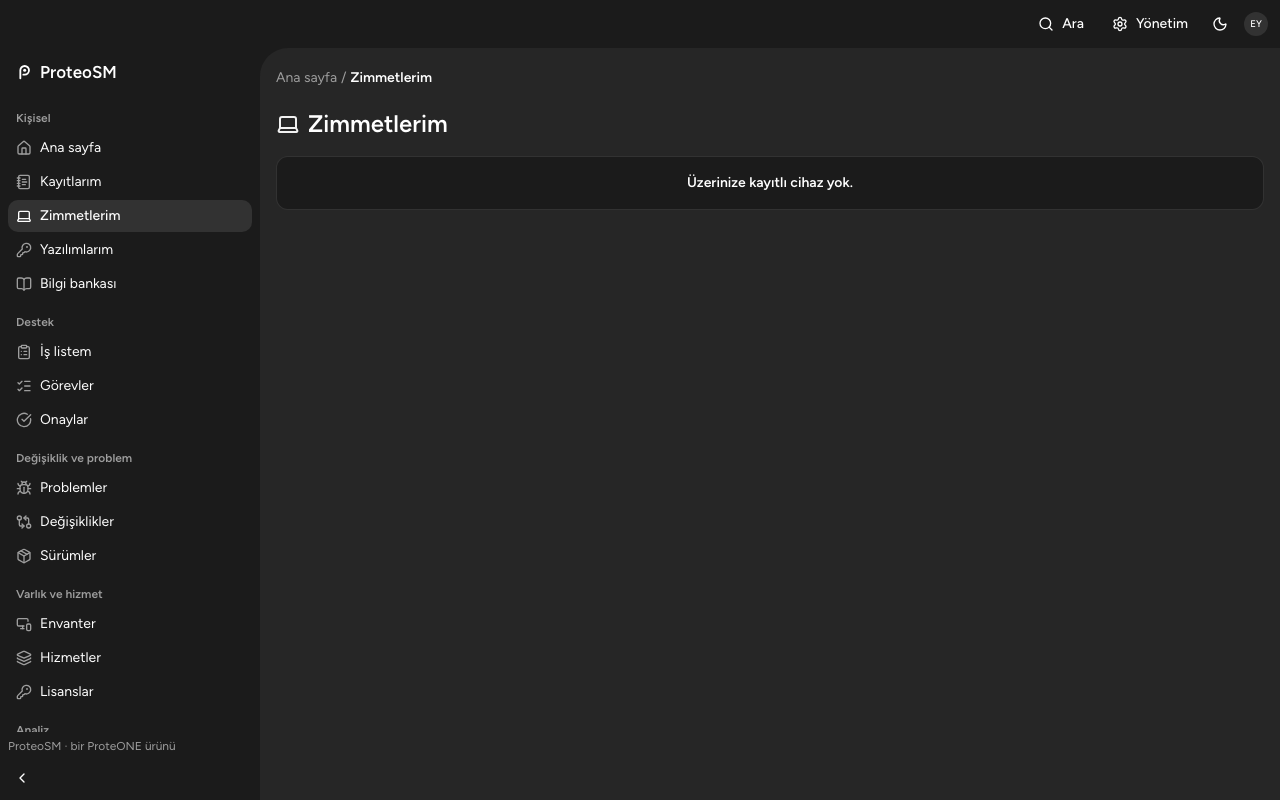 Ara
Yönetim
EY
ProteoSM
Kişisel
Ana sayfa
Kayıtlarım
Zimmetlerim
Yazılımlarım
Bilgi bankası
Destek
İş listem
Görevler
Onaylar
Değişiklik ve problem
Problemler
Değişiklikler
Sürümler
Varlık ve hizmet
Envanter
Hizmetler
Lisanslar
Analiz
ProteoSM · bir ProteONE ürünü
Ana sayfa / Zimmetlerim
Zimmetlerim
Üzerinize kayıtlı cihaz yok.